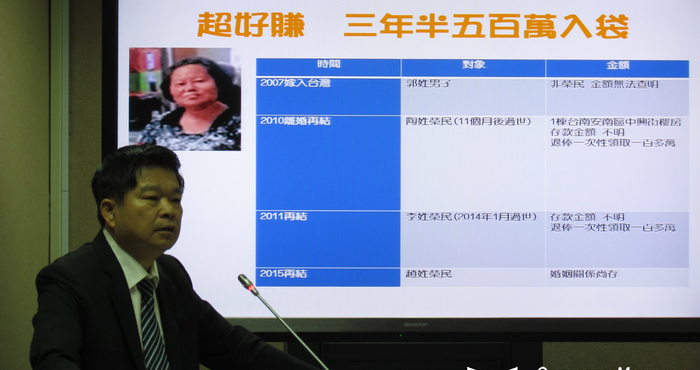 超好賺 三年半五百萬入袋
時間 對象 金額
2007嫁入台灣 郭姓男子 非榮民 金額無法查明
2010離婚再結 陶姓榮民(11個月後過世) 1棟台南安南區中興街樓房
存款金額 不明
退俸一次性領取一百多萬
2011再結 李姓榮民(2014年1月過世) 存款金額 不明
退俸一次性領取一百多萬
2015再結 趙姓榮民 婚姻關係尚存
SHARP